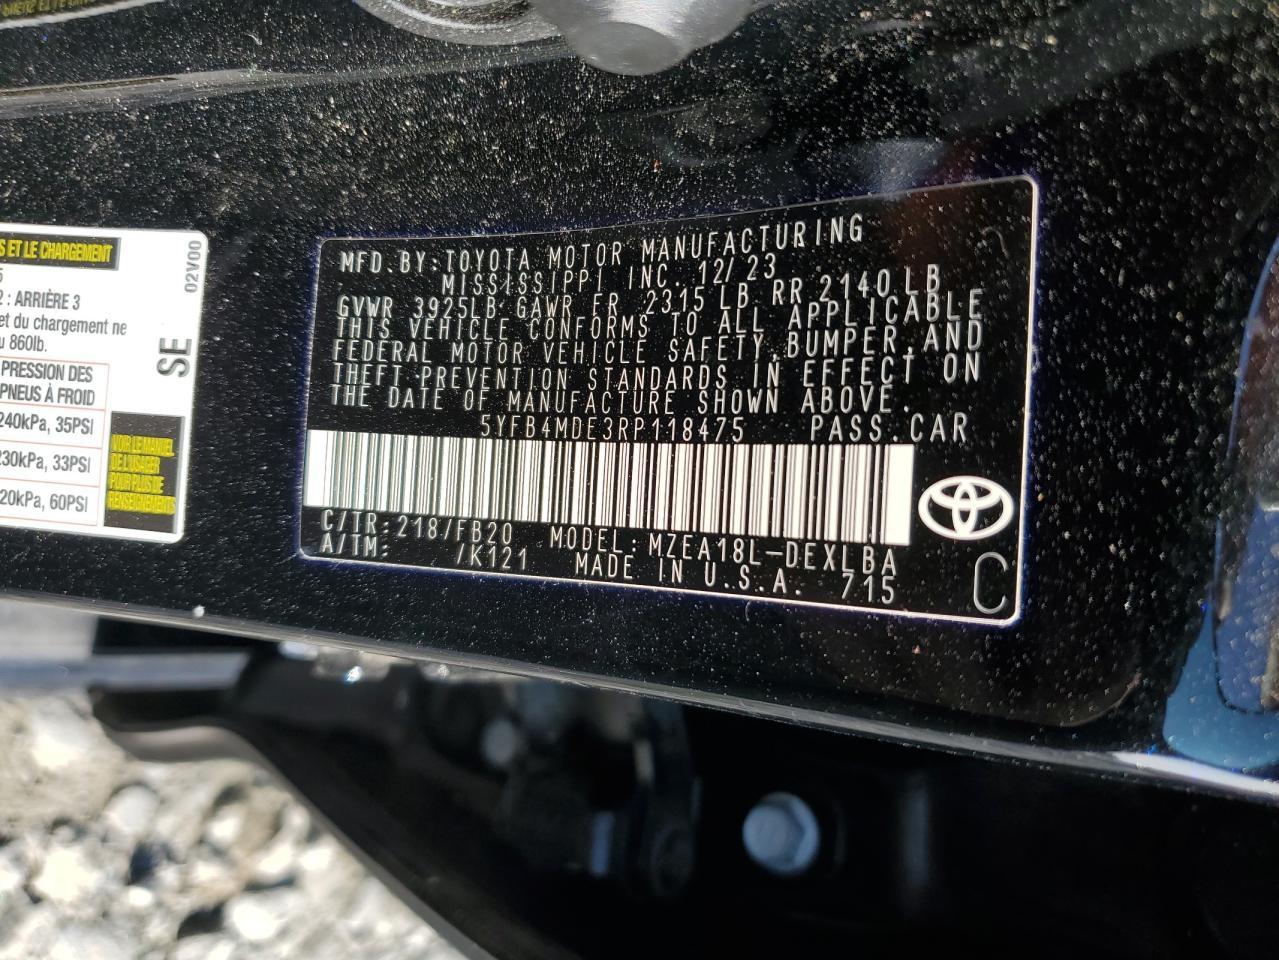 S ET LE CHARGEMENT
5
2 : ARRIÈRE 3
et du chargement ne
860lb.
PRESSION DES
PNEUS À FROID
240kPa, 35PSI
230kPa, 33PSI
20kPa, 60PSI
02V00
SE
VOIR LE MANUEL
DE L'USAGER
POUR PLUS DE
RENSEIGNEMENTS
MFD.BY:TOYOTA MOTOR MANUFACTURING
MISSISSIPPI INC. 12/23
GVWR 3925LB GAWR FR 2315 LB RR 2140 LB
THIS VEHICLE CONFORMS TO ALL APPLICABLE
FEDERAL MOTOR VEHICLE SAFETY,BUMPER,AND
THEFT PREVENTION STANDARDS IN EFFECT ON
THE DATE OF MANUFACTURE SHOWN ABOVE.
5YFB4MDE3RP118475 PASS.CAR
C/TR:218/FB20 MODEL:MZEA18L-DEXLBA
A/TM: /K121 MADE IN U.S.A. 715
C